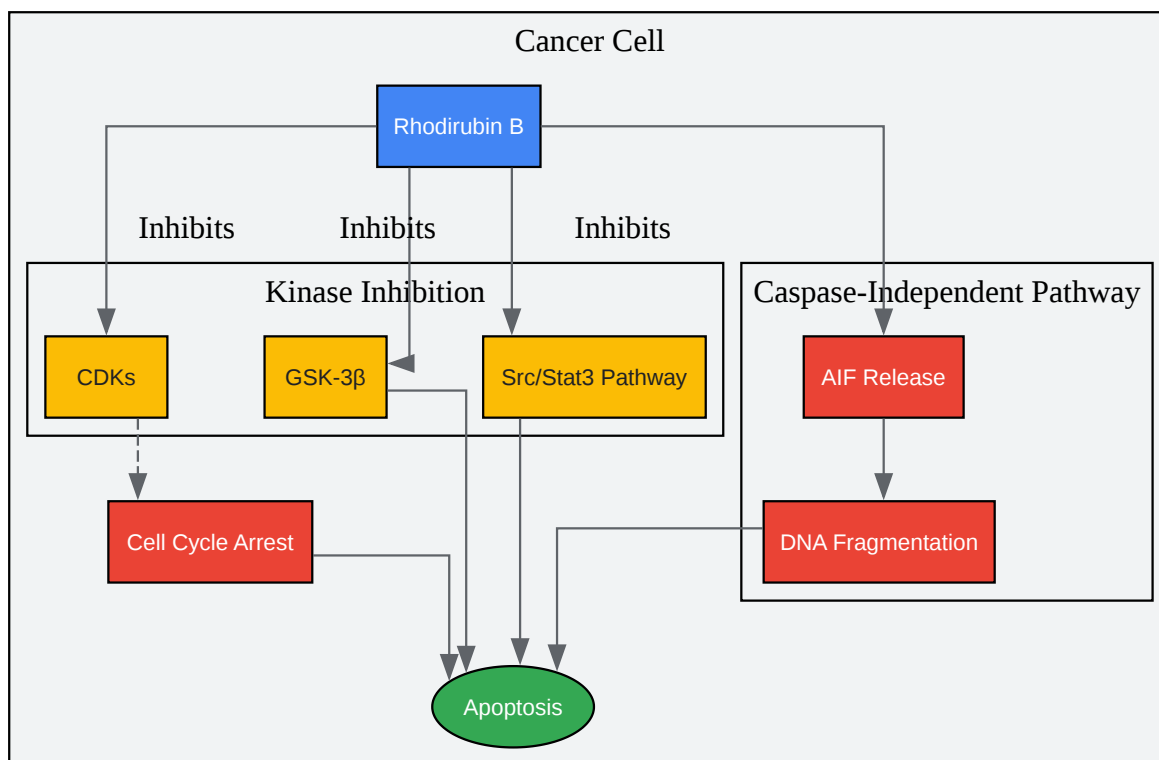 Cancer Cell
Rhodirubin B
Inhibits
Inhibits
Inhibits
Kinase Inhibition
Caspase-Independent Pathway
CDKs
GSK-3β
Src/Stat3 Pathway
AIF Release
Cell Cycle Arrest
DNA Fragmentation
Apoptosis